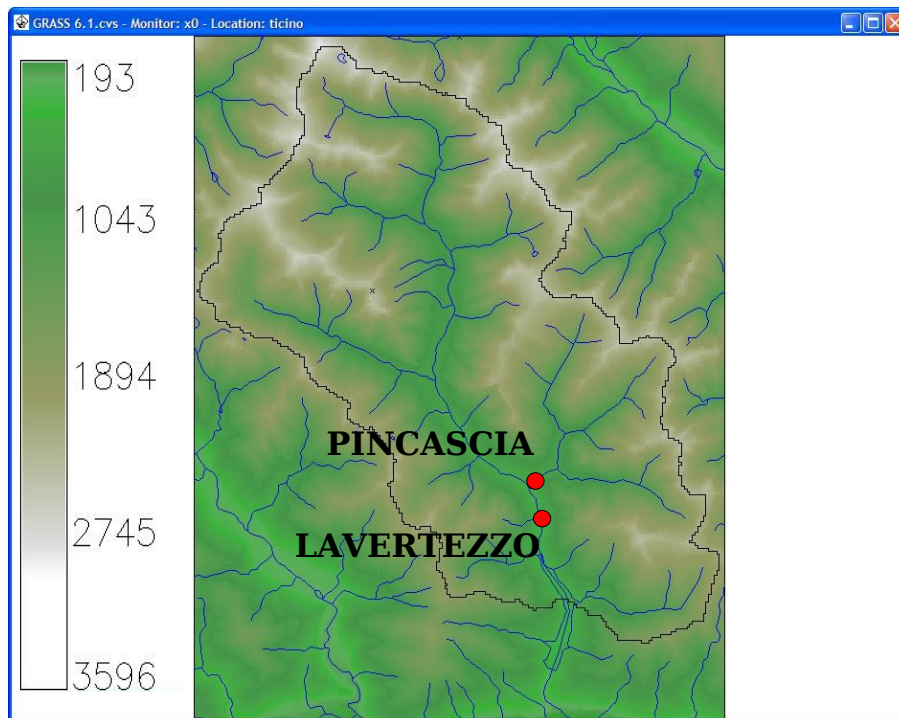 GRASS 6.1.cvs - Monitor: x0 - Location: ticino
193
1043
1894
2745
3596
PINCASCIA
LAVERTEZZO